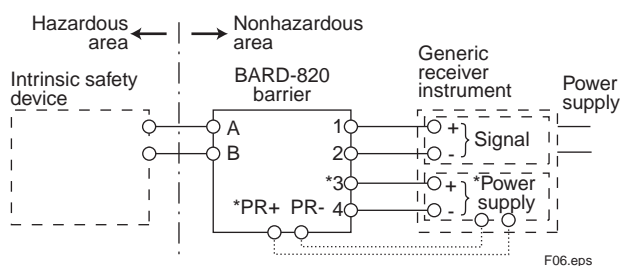 Hazardous
area
Nonhazardous
area
Intrinsic safety
device
BARD-820
barrier
Generic
receiver
instrument
Power
supply
A
B
1
2
*3
4
*PR+ PR-
+
-
Signal
+
-
*Power
supply
F06.eps